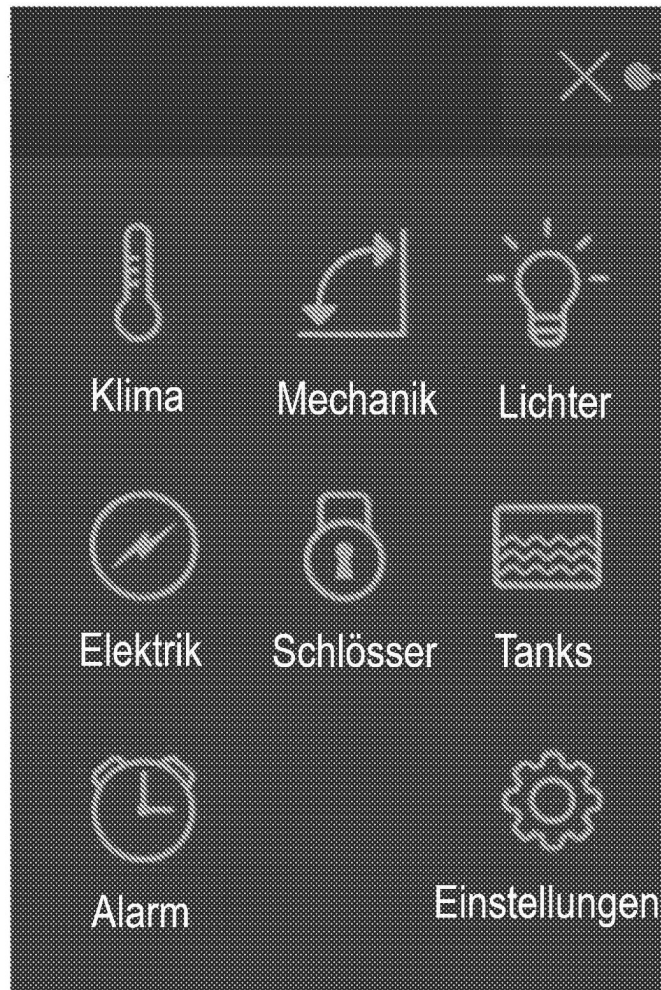 Klima Mechanik Lichter
Elektrik Schlösser Tanks
Alarm Einstellungen